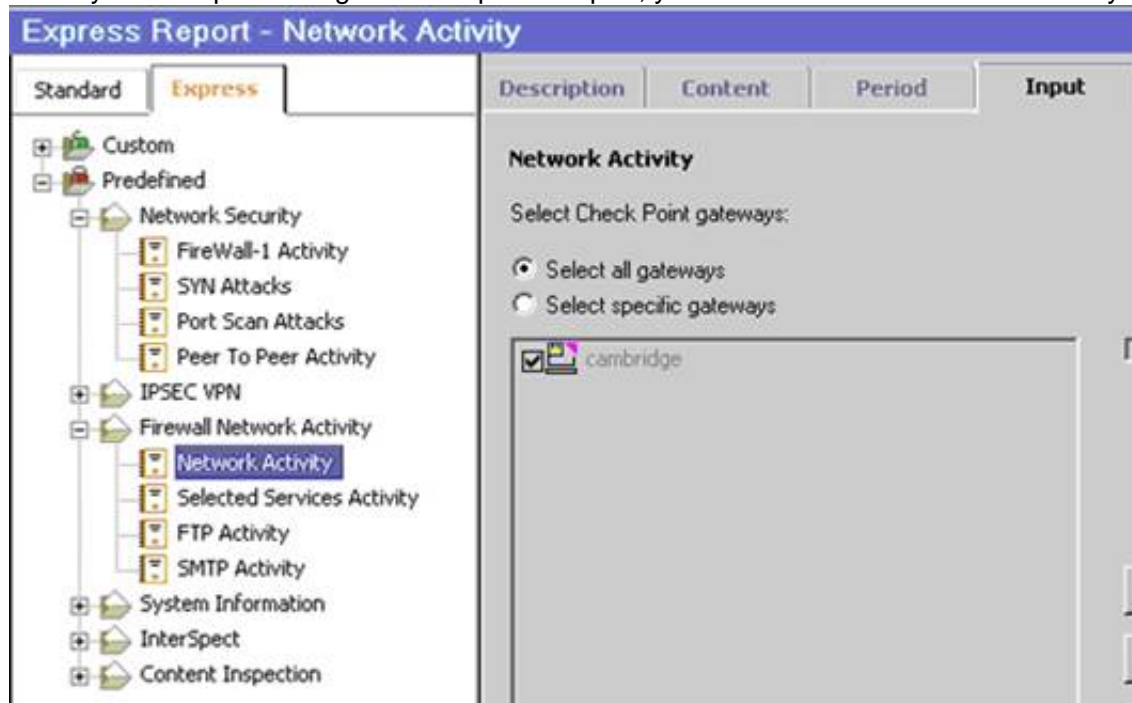 Express Report - Network Activity
Standard Express
Custom
Predefined
Network Security
FireWall-1 Activity
SYN Attacks
Port Scan Attacks
Peer To Peer Activity
IPSEC VPN
Firewall Network Activity
Network Activity
Selected Services Activity
FTP Activity
SMTP Activity
System Information
InterSpect
Content Inspection
Description Content Period Input
Network Activity
Select Check Point gateways:
Select all gateways
Select specific gateways
cambridge